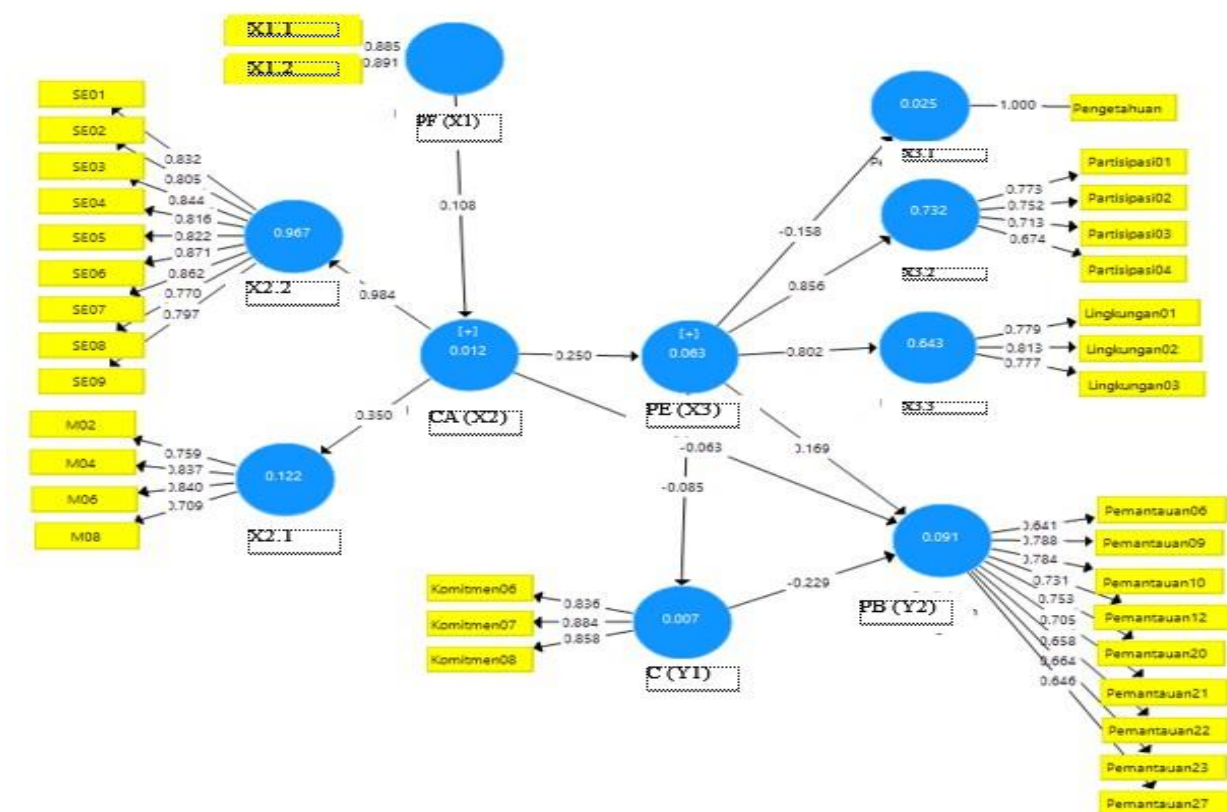 X1.1
0.885
X1.2
0.891
PF (X1)
SE01
SE02
SE03
SE04
SE05
SE06
SE07
SE08
SE09
0.832
0.805
0.844
0.816
0.822
0.871
0.862
0.770
0.797
0.967
X2.2
0.108
0.984
[+]
0.012
CA (X2)
0.250
[+]
0.063
PE (X3)
0.350
M02
M04
M06
M08
0.759
0.837
0.840
0.709
0.122
X2.1
0.025
1.000
Pengetahuan
X3.1
-0.158
0.732
X3.2
0.773
0.752
0.713
0.674
Partisipasi01
Partisipasi02
Partisipasi03
Partisipasi04
0.856
0.802
0.643
X3.3
0.779
0.813
0.777
Lingkungan01
Lingkungan02
Lingkungan03
-0.063
0.169
-0.085
Komitmen06
Komitmen07
Komitmen08
0.836
0.884
0.858
0.007
C (Y1)
-0.229
0.091
PB (Y2)
0.641
0.788
0.784
0.731
0.753
0.705
0.658
0.664
0.646
Pemantauan06
Pemantauan09
Pemantauan10
Pemantauan12
Pemantauan20
Pemantauan21
Pemantauan22
Pemantauan23
Pemantauan27